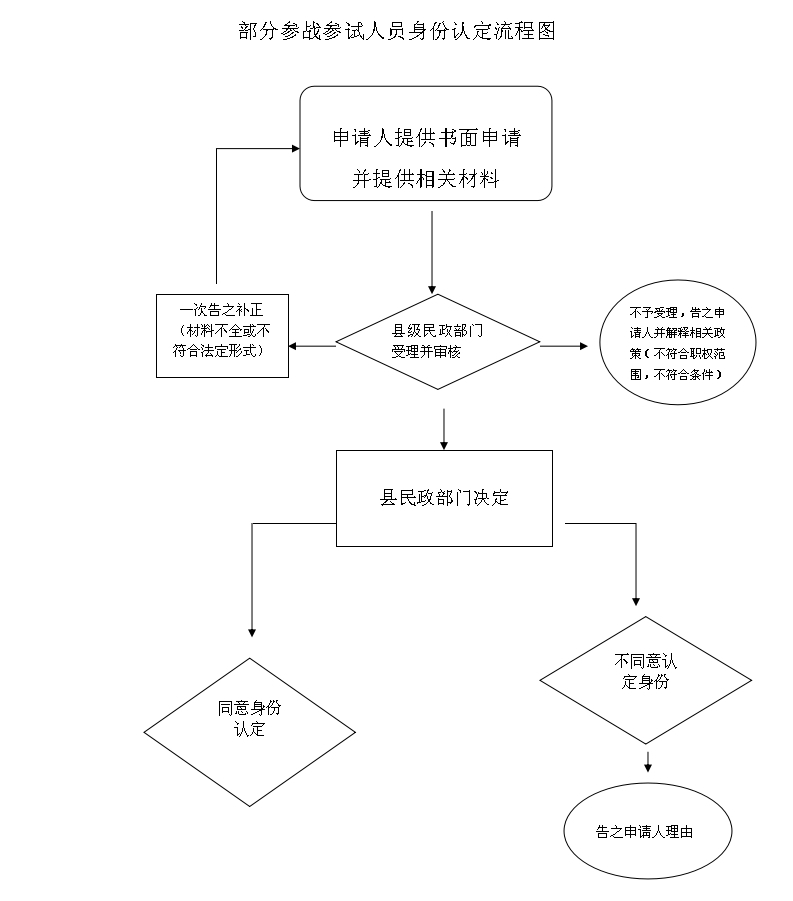 部分参战参试人员身份认定流程图
申请人提供书面申请
并提供相关材料
一次告之补正
（材料不全或不
符合法定形式）
县级民政部门
受理并审核
不予受理，告之申
请人并解释相关政
策（不符合职权范
围，不符合条件）
县民政部门决定
同意身份
认定
不同意认
定身份
告之申请人理由